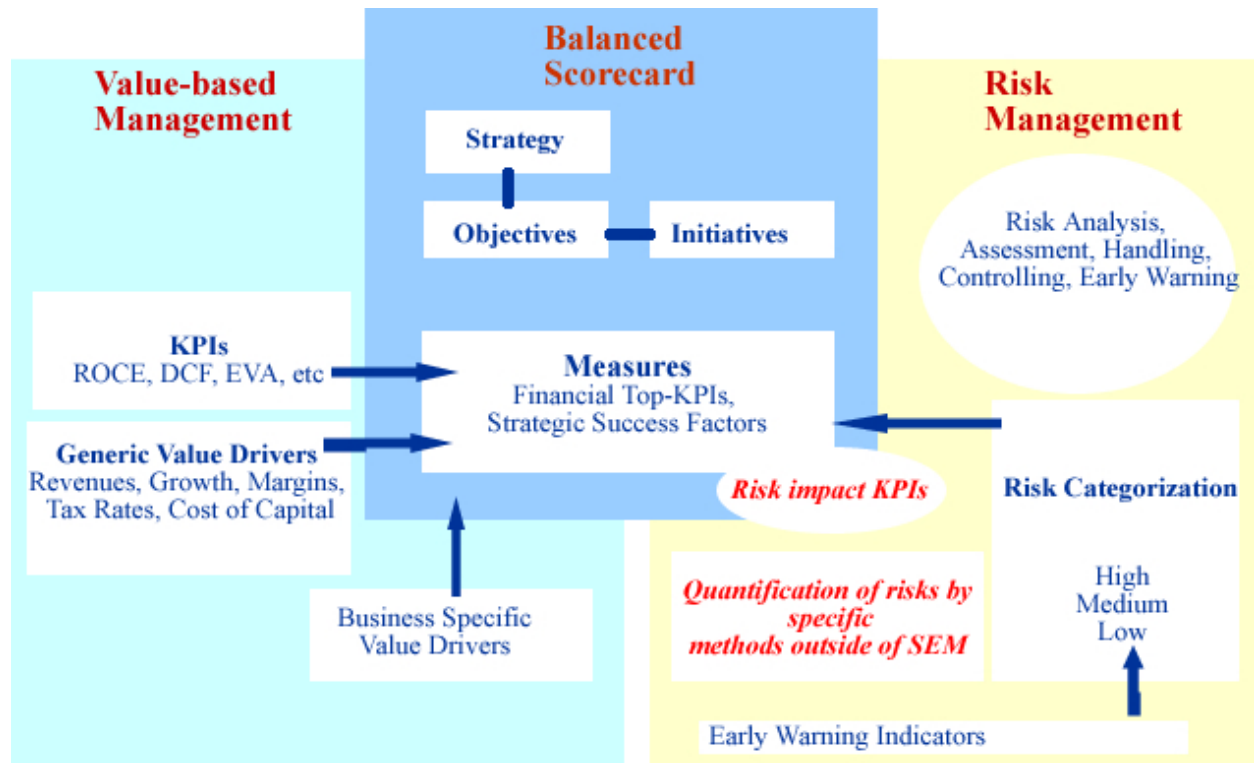 Balanced
Scorecard
Value-based
Management
Risk
Management
Strategy
Objectives
Initiatives
Risk Analysis,
Assessment, Handling,
Controlling, Early Warning
KPIs
ROCE, DCF, EVA, etc
Measures
Financial Top-KPIs,
Strategic Success Factors
Generic Value Drivers
Revenues, Growth, Margins,
Tax Rates, Cost of Capital
Risk impact KPIs
Risk Categorization
High
Medium
Low
Business Specific
Value Drivers
Quantification of risks by
specific
methods outside of SEM
Early Warning Indicators